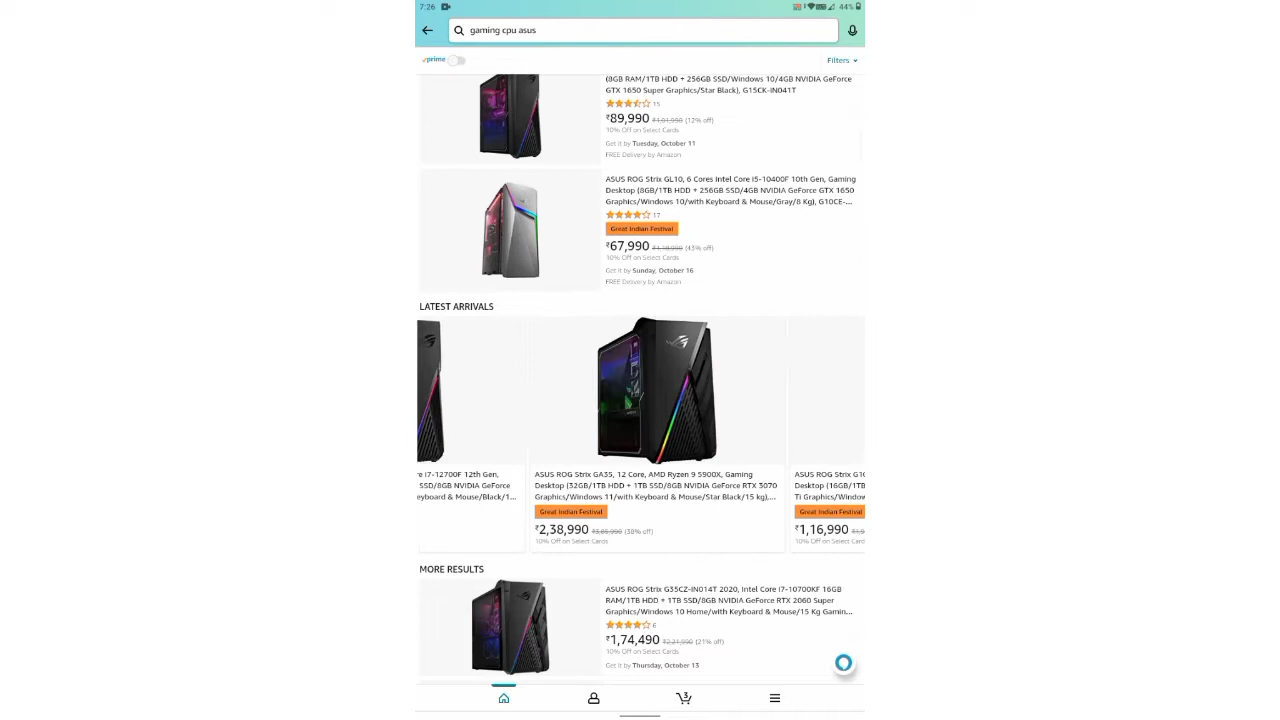 7:26
44%
gaming cpu asus
prime
Filters
(8GB RAM/1TB HDD + 256GB SSD/Windows 10/4GB NVIDIA GeForce
GTX 1650 Super Graphics/Star Black), G15CK-IN041T
15
₹89,990 ₹1,01,990 (12% off)
10% Off on Select Cards
Get it by Tuesday, October 11
FREE Delivery by Amazon
ASUS ROG Strix GL10, 6 Cores Intel Core i5-10400F 10th Gen, Gaming
Desktop (8GB/1TB HDD + 256GB SSD/4GB NVIDIA GeForce GTX 1650
Graphics/Windows 10/with Keyboard & Mouse/Gray/8 Kg), G10CE-...
17
Great Indian Festival
₹67,990 ₹1,18,990 (43% off)
10% Off on Select Cards
Get it by Sunday, October 16
FREE Delivery by Amazon
LATEST ARRIVALS
e i7-12700F 12th Gen,
SSD/8GB NVIDIA GeForce
eyboard & Mouse/Black/1...
ASUS ROG Strix GA35, 12 Core, AMD Ryzen 9 5900X, Gaming
Desktop (32GB/1TB HDD + 1TB SSD/8GB NVIDIA GeForce RTX 3070
Graphics/Windows 11/with Keyboard & Mouse/Star Black/15 kg),...
Great Indian Festival
₹2,38,990 ₹3,85,990 (38% off)
10% Off on Select Cards
ASUS ROG Strix G1
Desktop (16GB/1TB
Ti Graphics/Window
Great Indian Festival
₹1,16,990
10% Off on Select Card
MORE RESULTS
ASUS ROG Strix G35CZ-IN014T 2020, Intel Core I7-10700KF 16GB
RAM/1TB HDD + 1TB SSD/8GB NVIDIA GeForce RTX 2060 Super
Graphics/Windows 10 Home/with Keyboard & Mouse/15 Kg Gamin...
6
₹1,74,490 ₹2,21,990 (21% off)
10% Off on Select Cards
Get it by Thursday, October 13
3